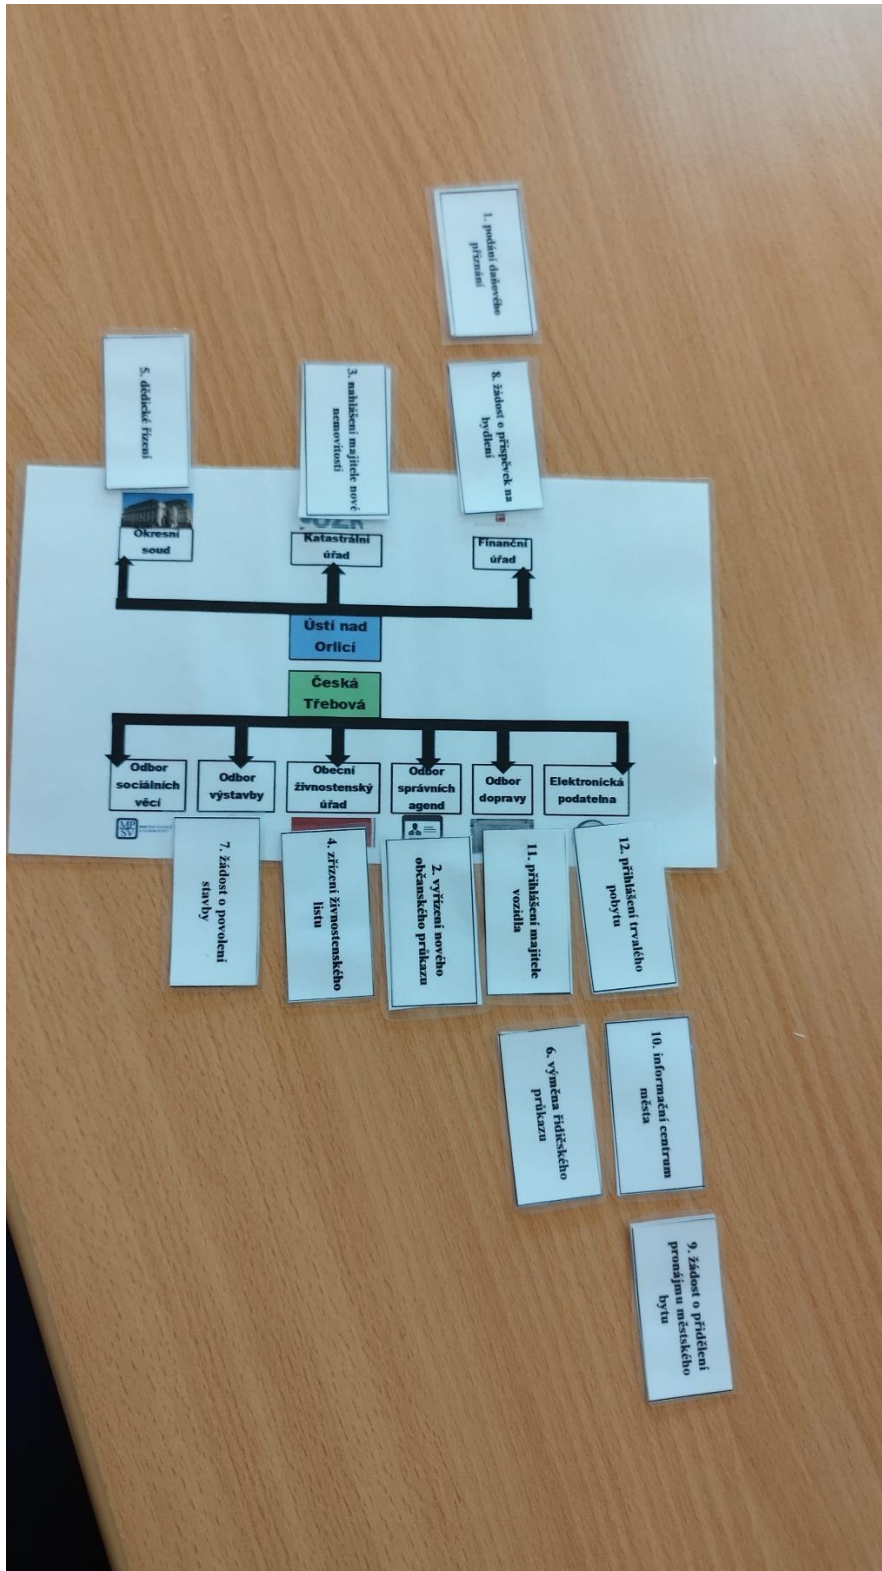 1. podání daňového
přiznání
5. dědické řízení
3. nahlášení majitele nové
nemovitosti
8. žádost o příspěvek na
bydlení
Okresní
soud
Katastrální
úřad
Finanční
úřad
Ústí nad
Orlicí
Česká
Třebová
Odbor
sociálních
věcí
Odbor
výstavby
Obecní
živnostenský
úřad
Odbor
správních
agend
Odbor
dopravy
Elektronická
podatelna
MP
SV
7. žádost o povolení
stavby
4. zřízení živnostenského
listu
2. vyřízení nového
občanského průkazu
11. přihlášení majitele
vozidla
12. přihlášení trvalého
pobytu
6. výměna řidičského
průkazu
10. informační centrum
města
9. žádost o přidělení
pronájmu městského
bytu